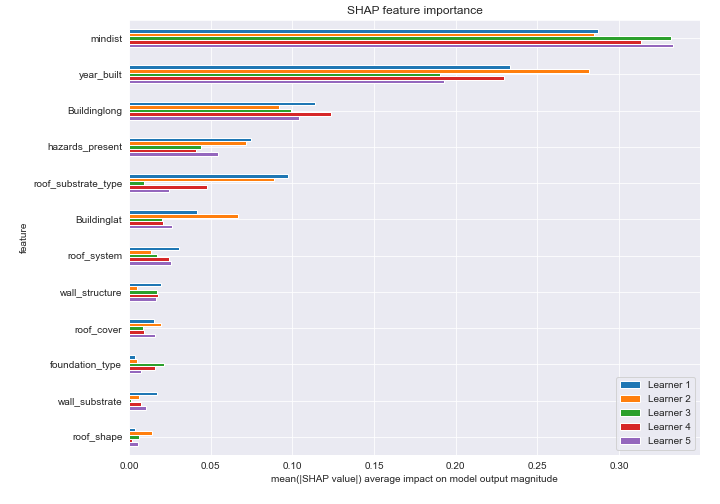 SHAP feature importance
mindist
year_built
Buildinglong
hazards_present
roof_substrate_type
Buildinglat
roof_system
wall_structure
roof_cover
foundation_type
wall_substrate
roof_shape
feature
Learner 1
Learner 2
Learner 3
Learner 4
Learner 5
0.00 0.05 0.10 0.15 0.20 0.25 0.30
mean(|SHAP value|) average impact on model output magnitude